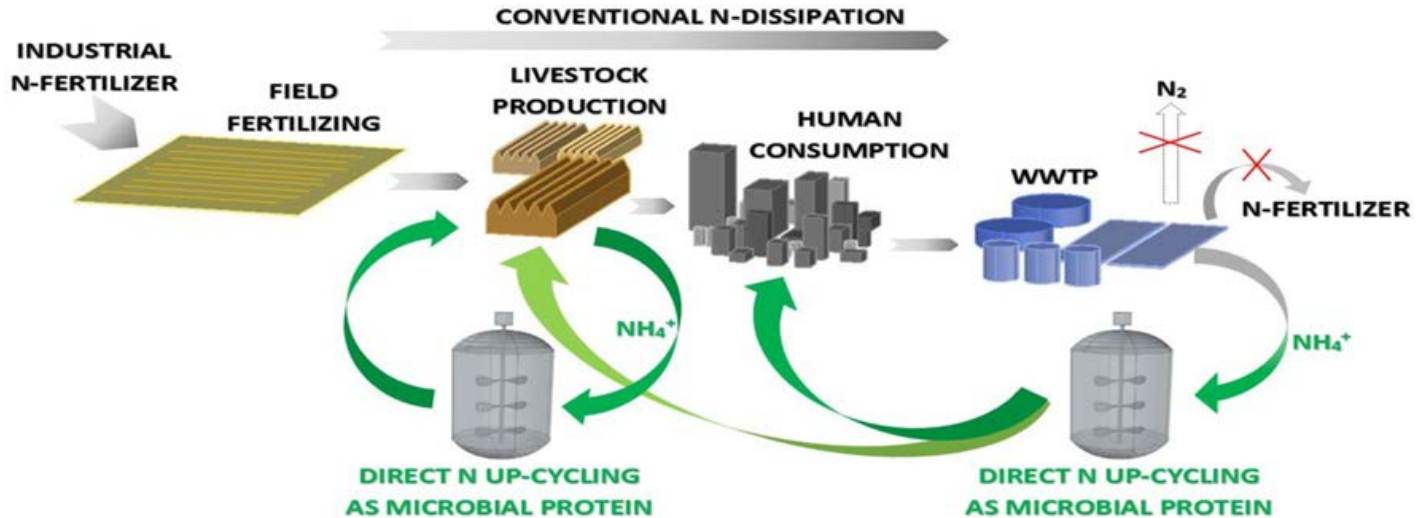 CONVENTIONAL N-DISSIPATION
INDUSTRIAL
N-FERTILIZER
FIELD
FERTILIZING
LIVESTOCK
PRODUCTION
HUMAN
CONSUMPTION
WWTP
N₂
N-FERTILIZER
NH₄⁺
NH₄⁺
DIRECT N UP-CYCLING
AS MICROBIAL PROTEIN
DIRECT N UP-CYCLING
AS MICROBIAL PROTEIN